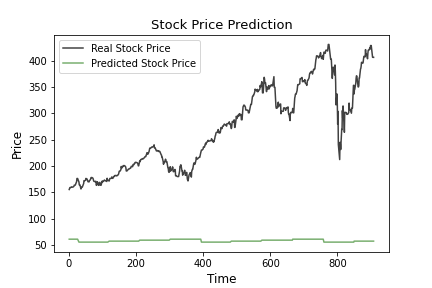 Stock Price Prediction
Real Stock Price
Predicted Stock Price
Price
400
350
300
250
200
150
100
50
0 200 400 600 800
Time